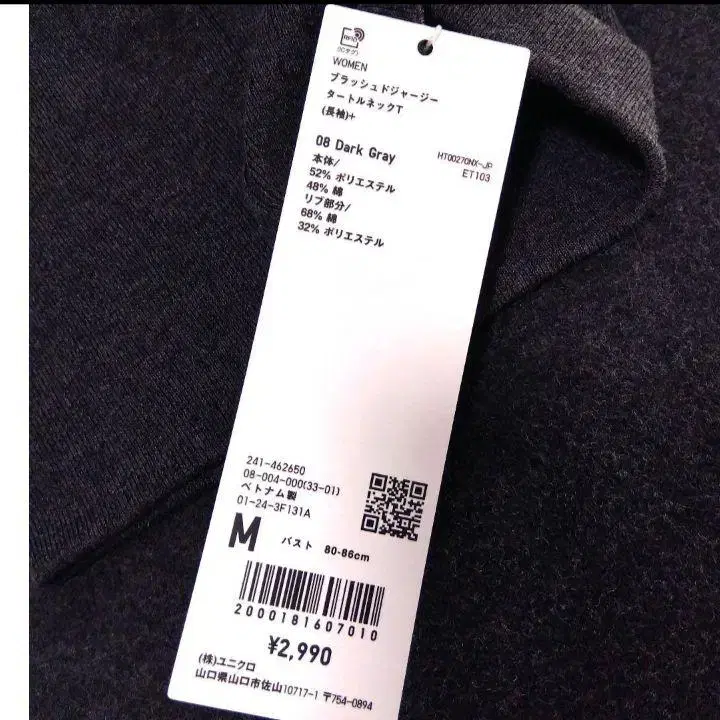 RFID
(ICタグ)
WOMEN
ブラッシュドジャージー
タートルネックT
(長袖)+
08 Dark Gray
HT00270NX-JP
ET103
本体/
52% ポリエステル
48% 綿
リブ部分/
68% 綿
32% ポリエステル
241-462650
08-004-000(33-01)
ベトナム製
01-24-3F131A
M
バスト 80-86cm
2000181607010
¥2,990
(株)ユニクロ
山口県山口市佐山10717-1 〒754-0894